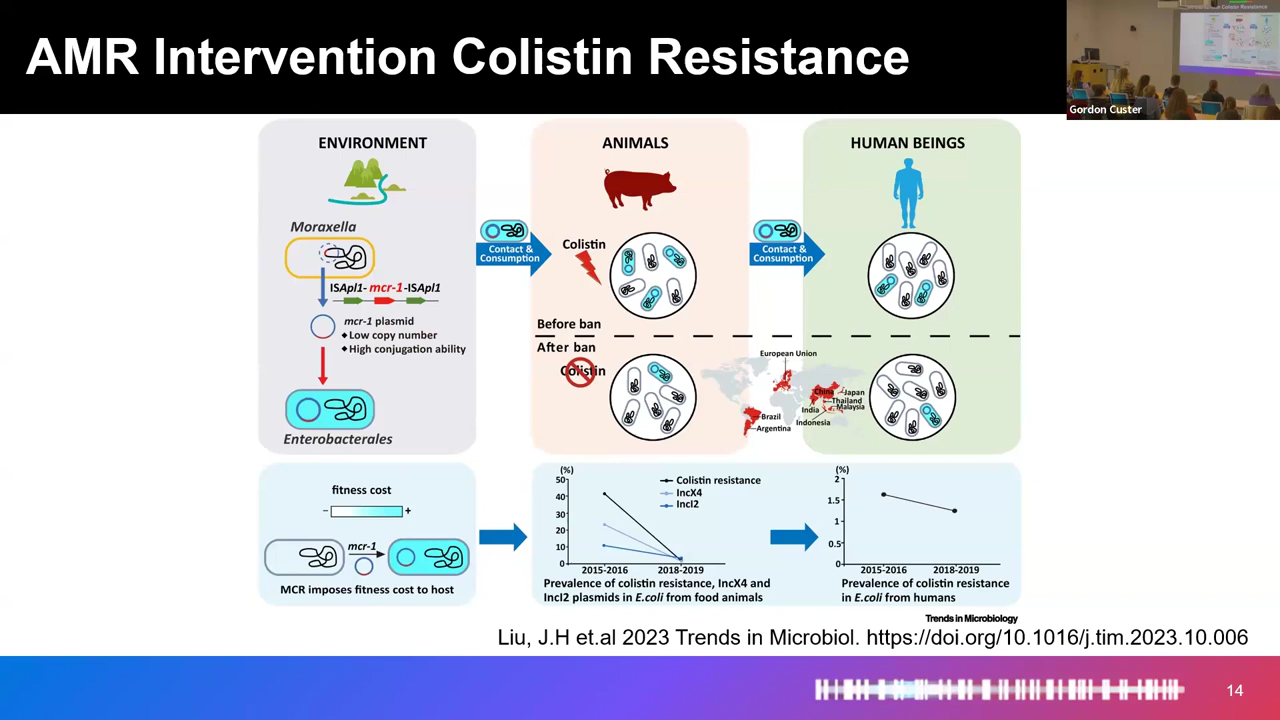 AMR Intervention Colistin Resistance
Gordon Custer
ENVIRONMENT
Moraxella
ISApl1- mcr-1 -ISApl1
mcr-1 plasmid
◆Low copy number
◆High conjugation ability
Enterobacterales
Contact &
Consumption
ANIMALS
Colistin
Before ban
After ban
Colistin
Contact &
Consumption
HUMAN BEINGS
European Union
China
Japan
Thailand
Malaysia
India
Indonesia
Brazil
Argentina
fitness cost
− +
mcr-1
MCR imposes fitness cost to host
(%)
50
40
30
20
10
0
Colistin resistance
IncX4
IncI2
2015-2016 2018-2019
Prevalence of colistin resistance, IncX4 and
IncI2 plasmids in E.coli from food animals
(%)
2
1.5
1
0.5
0
2015-2016 2018-2019
Prevalence of colistin resistance
in E.coli from humans
Trends in Microbiology
Liu, J.H et.al 2023 Trends in Microbiol. https://doi.org/10.1016/j.tim.2023.10.006
14